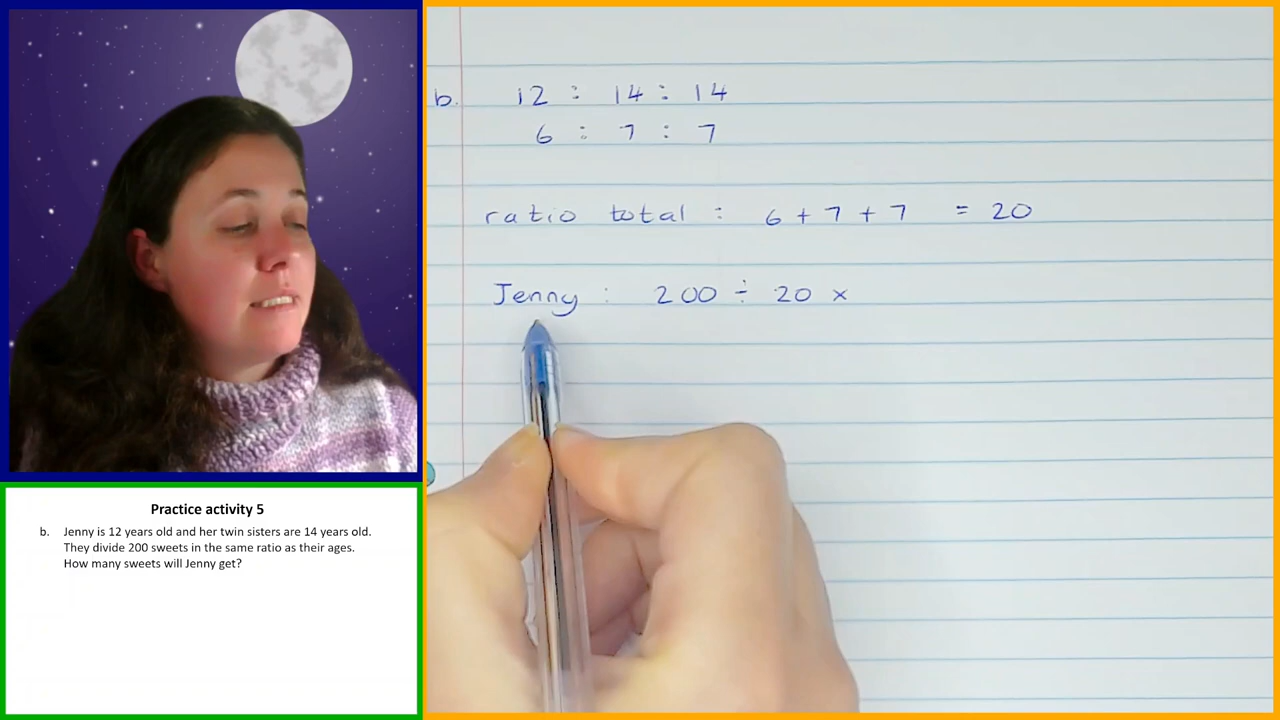 b. 12 : 14 : 14
6 : 7 : 7
ratio total : 6 + 7 + 7 = 20
Jenny : 200 ÷ 20 ×
Practice activity 5
b. Jenny is 12 years old and her twin sisters are 14 years old.
They divide 200 sweets in the same ratio as their ages.
How many sweets will Jenny get?